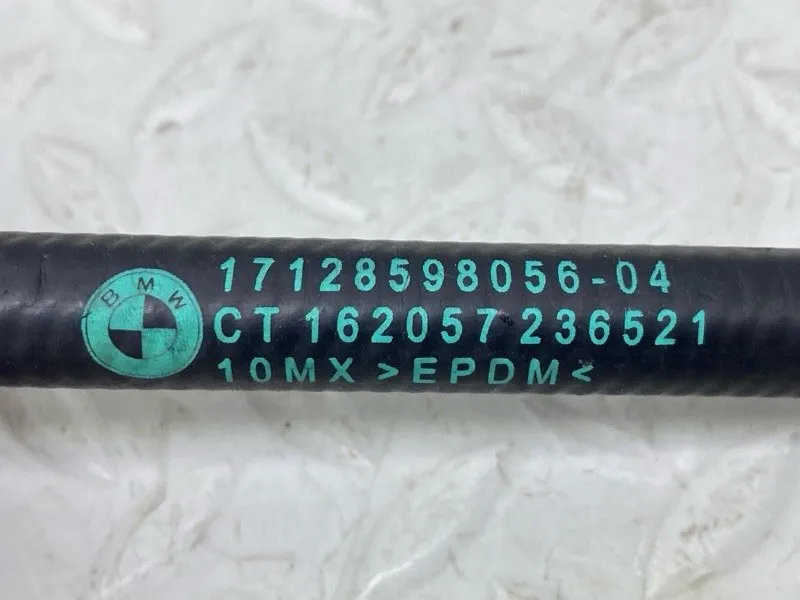 BMW
17128598056-04
CT 162057 236521
10MX >EPDM<